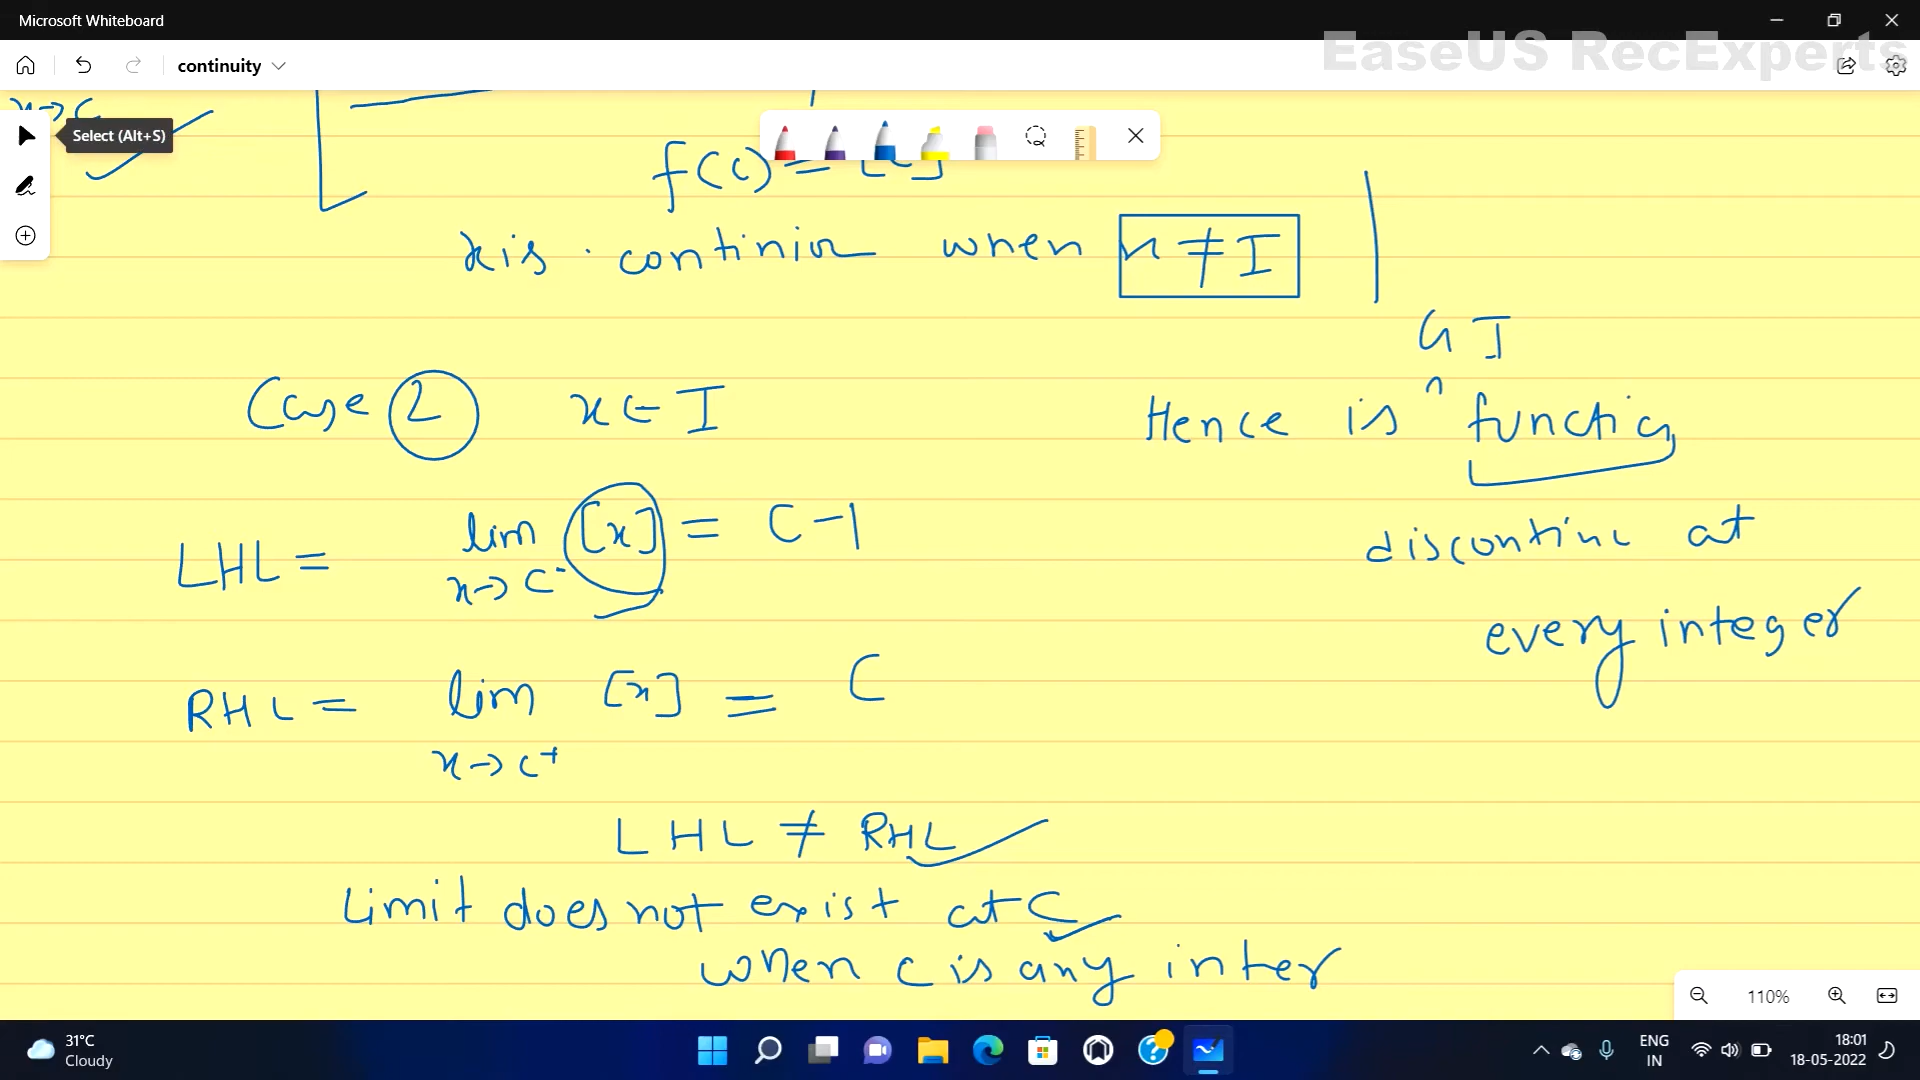 Microsoft Whiteboard
EaseUS RecExperts
continuity
x→C
Select (Alt+S)
f(C)=
x is continiou when x ≠ I
G I
Case 2 x ∈ I
Hence is ^ function
LHL = lim [x] = C-1
x→C-
discontinu at
every integer
RHL = lim [x] = C
x→c+
LHL ≠ RHL
Limit does not exist at C
when c is any inter
110%
31°C
Cloudy
ENG
IN
18:01
18-05-2022